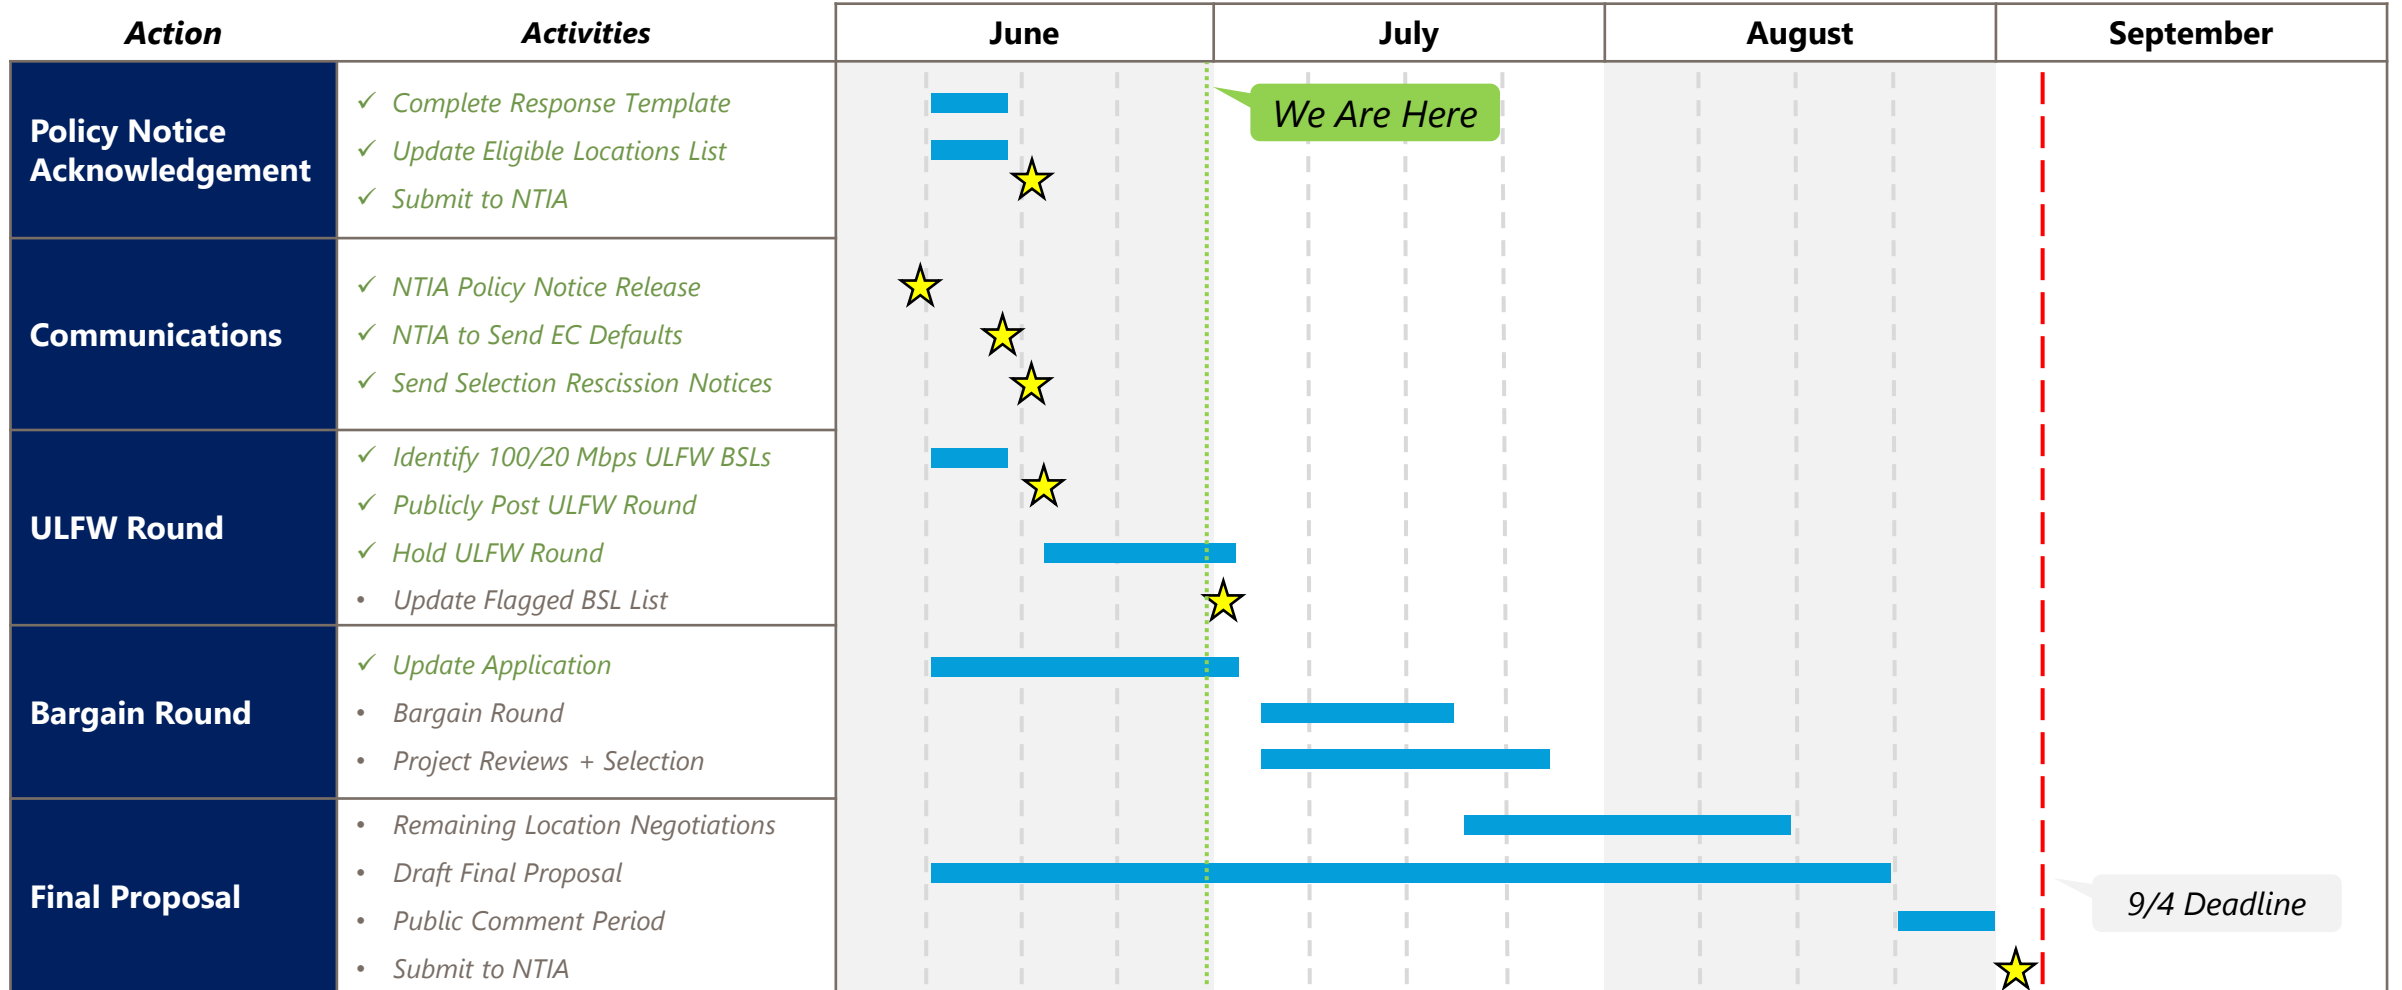 Action
Activities
June
July
August
September
Policy Notice
Acknowledgement
✓ Complete Response Template
✓ Update Eligible Locations List
✓ Submit to NTIA
We Are Here
Communications
✓ NTIA Policy Notice Release
✓ NTIA to Send EC Defaults
✓ Send Selection Rescission Notices
ULFW Round
✓ Identify 100/20 Mbps ULFW BSLs
✓ Publicly Post ULFW Round
✓ Hold ULFW Round
• Update Flagged BSL List
Bargain Round
✓ Update Application
• Bargain Round
• Project Reviews + Selection
Final Proposal
• Remaining Location Negotiations
• Draft Final Proposal
• Public Comment Period
• Submit to NTIA
9/4 Deadline